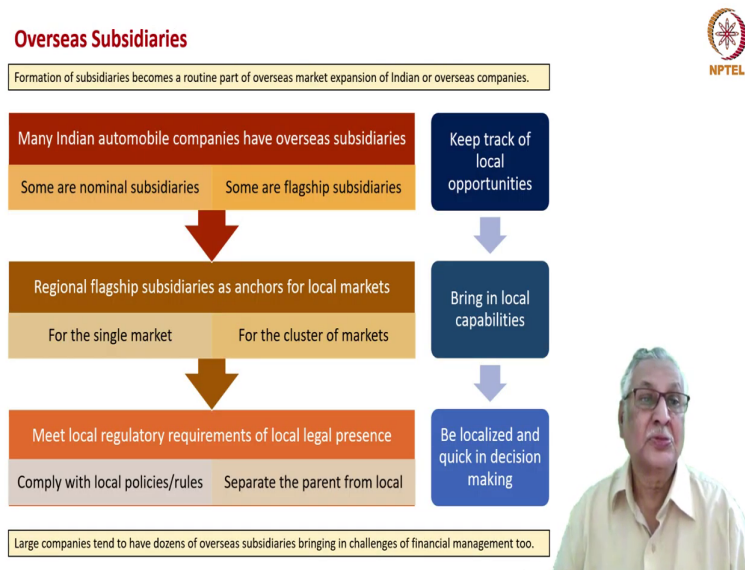 Overseas Subsidiaries
NPTEL
Formation of subsidiaries becomes a routine part of overseas market expansion of Indian or overseas companies.
Many Indian automobile companies have overseas subsidiaries
Some are nominal subsidiaries
Some are flagship subsidiaries
Regional flagship subsidiaries as anchors for local markets
For the single market
For the cluster of markets
Meet local regulatory requirements of local legal presence
Comply with local policies/rules
Separate the parent from local
Keep track of
local
opportunities
Bring in local
capabilities
Be localized and
quick in decision
making
Large companies tend to have dozens of overseas subsidiaries bringing in challenges of financial management too.